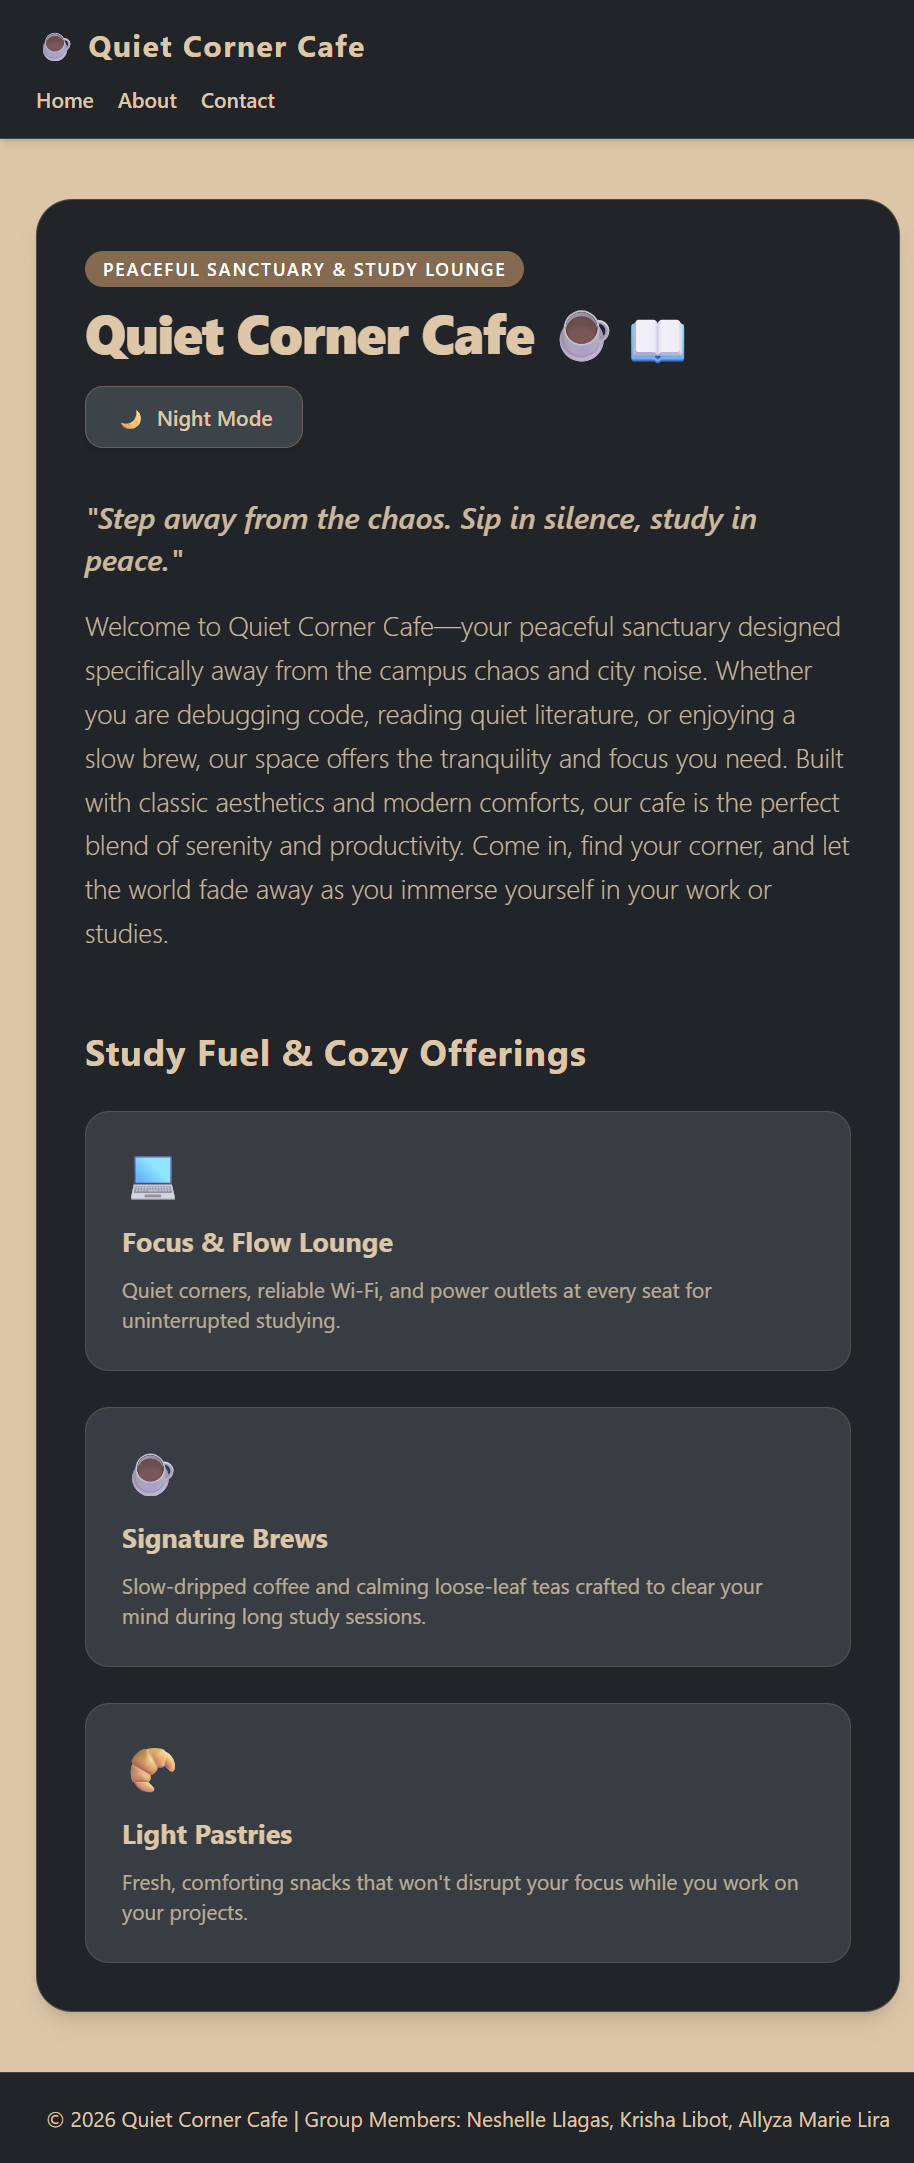 Quiet Corner Cafe
Home About Contact
PEACEFUL SANCTUARY & STUDY LOUNGE
Quiet Corner Cafe
Night Mode
"Step away from the chaos. Sip in silence, study in
peace."
Welcome to Quiet Corner Cafe—your peaceful sanctuary designed
specifically away from the campus chaos and city noise. Whether
you are debugging code, reading quiet literature, or enjoying a
slow brew, our space offers the tranquility and focus you need. Built
with classic aesthetics and modern comforts, our cafe is the perfect
blend of serenity and productivity. Come in, find your corner, and let
the world fade away as you immerse yourself in your work or
studies.
Study Fuel & Cozy Offerings
Focus & Flow Lounge
Quiet corners, reliable Wi-Fi, and power outlets at every seat for
uninterrupted studying.
Signature Brews
Slow-dripped coffee and calming loose-leaf teas crafted to clear your
mind during long study sessions.
Light Pastries
Fresh, comforting snacks that won't disrupt your focus while you work on
your projects.
© 2026 Quiet Corner Cafe | Group Members: Neshelle Llagas, Krisha Libot, Allyza Marie Lira